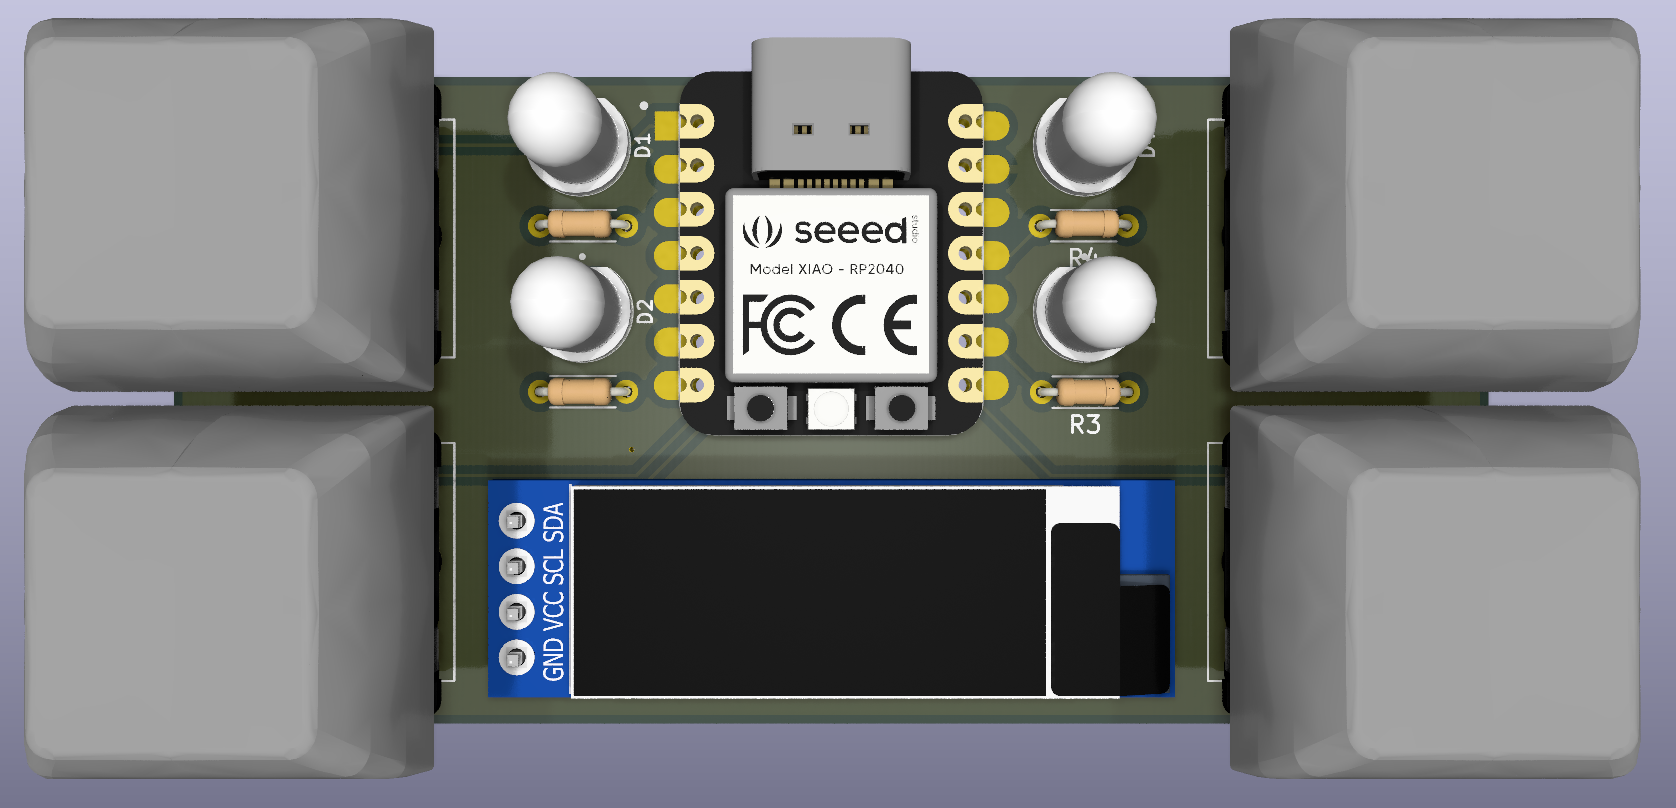 D1
seeed
studio
Model XIAO - RP2040
FC CE
R4
D2
R3
GND VCC SCL SDA